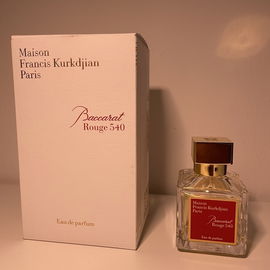 Maison
Francis Kurkdjian
Paris
Baccarat
Rouge 540
Eau de parfum
Maison
Francis Kurkdjian
Paris
Baccarat
Rouge 540
Eau de parfum